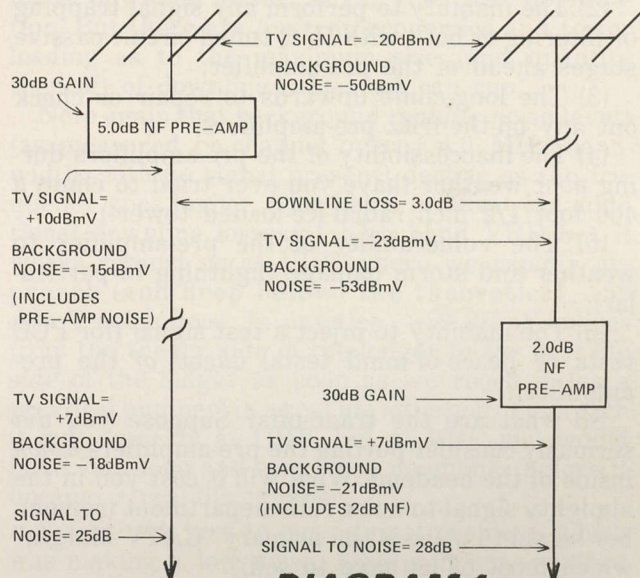 TV SIGNAL= -20dBmV
BACKGROUND
NOISE= -50dBmV
30dB GAIN
5.0dB NF PRE-AMP
TV SIGNAL=
+10dBmV
BACKGROUND
NOISE= -15dBmV
(INCLUDES
PRE-AMP NOISE)
DOWNLINE LOSS= 3.0dB
TV SIGNAL= -23dBmV
BACKGROUND
NOISE= -53dBmV
2.0dB
NF
PRE-AMP
30dB GAIN
TV SIGNAL=
+7dBmV
BACKGROUND
NOISE= -18dBmV
TV SIGNAL= +7dBmV
BACKGROUND
NOISE= -21dBmV
(INCLUDES 2dB NF)
SIGNAL TO
NOISE= 25dB
SIGNAL TO NOISE= 28dB